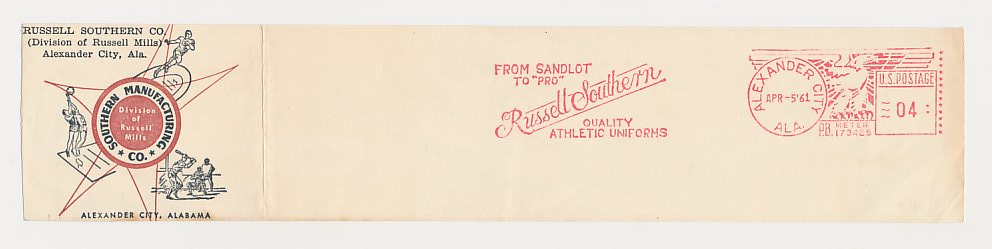 RUSSELL SOUTHERN CO.
(Division of Russell Mills)
Alexander City, Ala.
SOUTHERN MANUFACTURING
★ CO. ★
Division
of
Russell
Mills
ALEXANDER CITY, ALABAMA
FROM SANDLOT
TO "PRO"
Russell Southern
QUALITY
ATHLETIC UNIFORMS
ALEXANDER CITY
APR-5'61
ALA.
U.S. POSTAGE
04
P.B. METER
173425